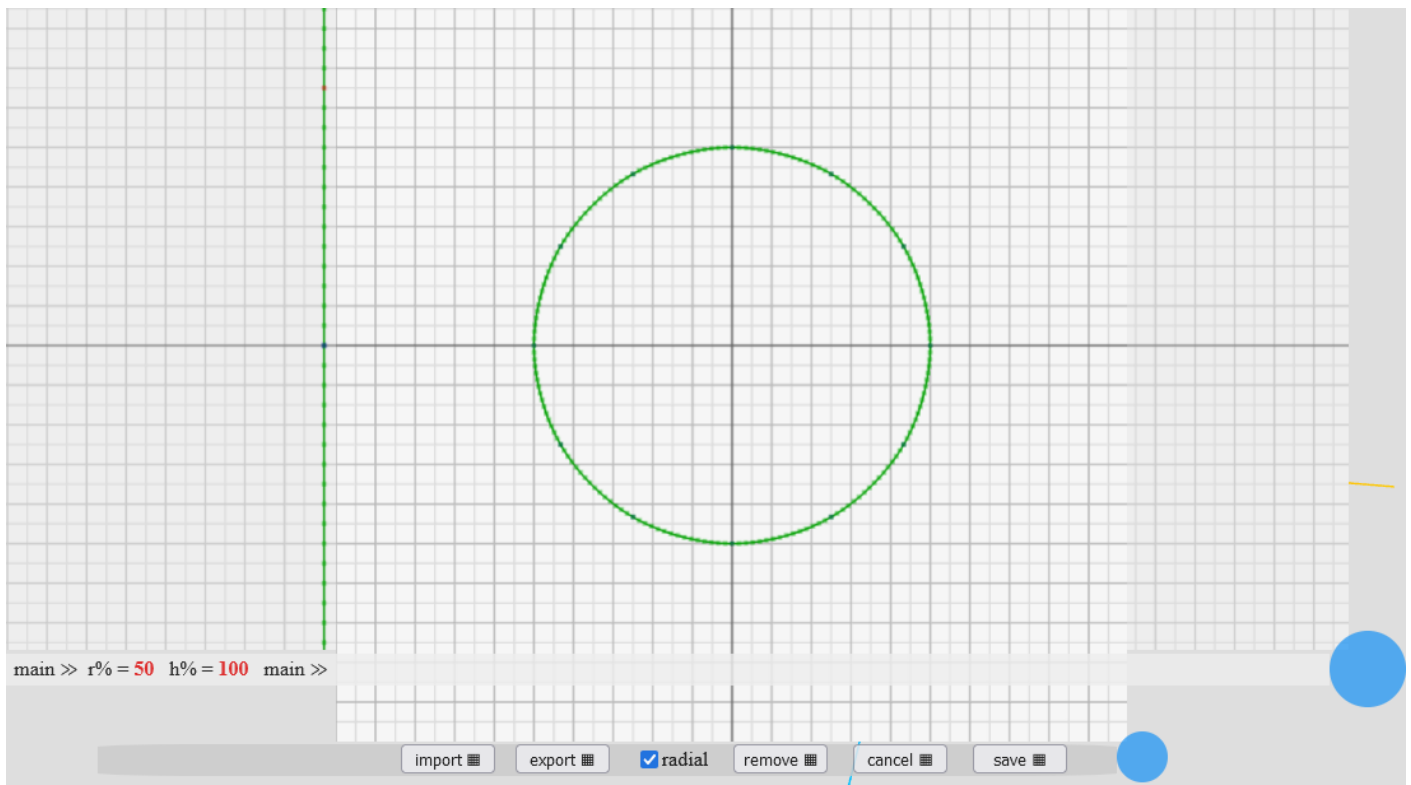 main ≫ r% = 50 h% = 100 main ≫
import ▦ export ▦ radial remove ▦ cancel ▦ save ▦